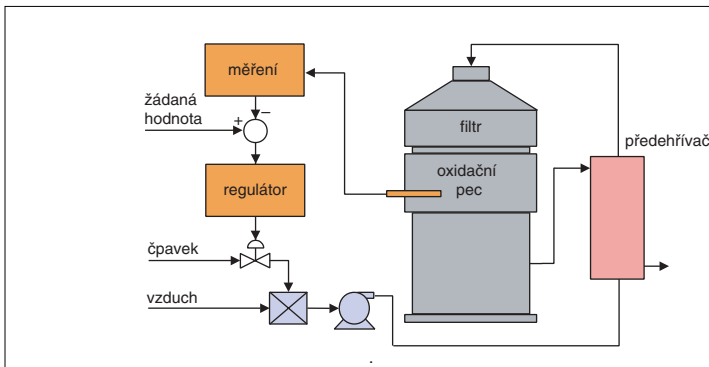 měření
žádaná
hodnota
+
−
regulátor
čpavek
vzduch
filtr
oxidační
pec
předehřívač